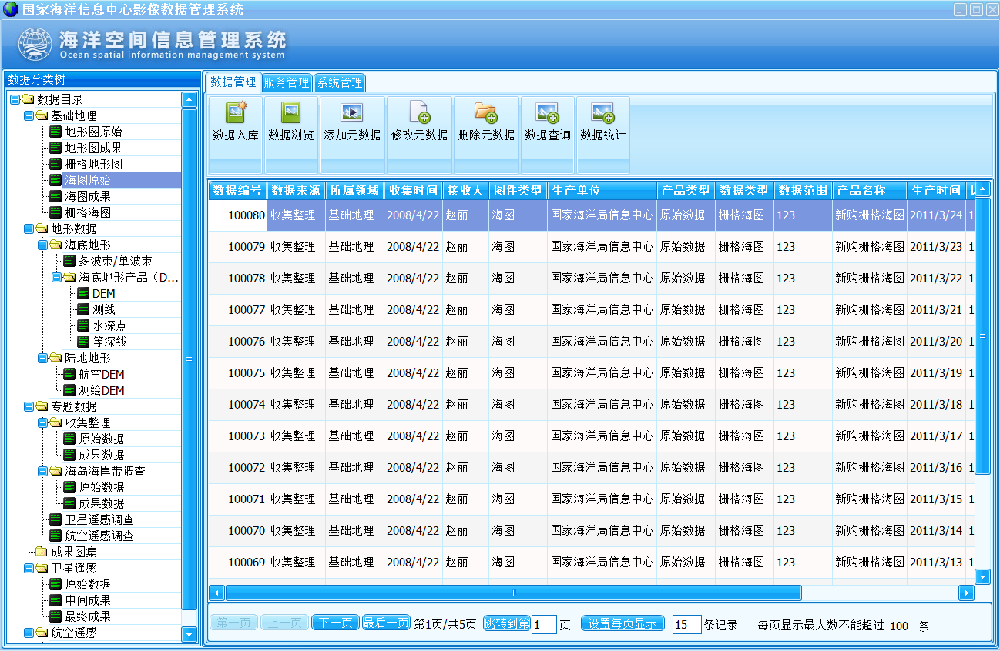 国家海洋信息中心影像数据管理系统
海洋空间信息管理系统
Ocean spatial information management system
数据分类树
数据目录
基础地理
地形图原始
地形图成果
栅格地形图
海图原始
海图成果
栅格海图
地形数据
海底地形
多波束/单波束
海底地形产品（D...
DEM
测线
水深点
等深线
陆地地形
航空DEM
测绘DEM
专题数据
收集整理
原始数据
成果数据
海岛海岸带调查
原始数据
成果数据
卫星遥感调查
航空遥感调查
成果图集
卫星遥感
原始数据
中间成果
最终成果
航空遥感
数据管理 服务管理 系统管理
数据入库 数据浏览 添加元数据 修改元数据 删除元数据 数据查询 数据统计
数据编号 数据来源 所属领域 收集时间 接收人 图件类型 生产单位 产品类型 数据类型 数据范围 产品名称 生产时间
100080 收集整理 基础地理 2008/4/22 赵丽 海图 国家海洋局信息中心 原始数据 栅格海图 123 新购栅格海图 2011/3/24 1
100079 收集整理 基础地理 2008/4/22 赵丽 海图 国家海洋局信息中心 原始数据 栅格海图 123 新购栅格海图 2011/3/23 1
100078 收集整理 基础地理 2008/4/22 赵丽 海图 国家海洋局信息中心 原始数据 栅格海图 123 新购栅格海图 2011/3/22 1
100077 收集整理 基础地理 2008/4/22 赵丽 海图 国家海洋局信息中心 原始数据 栅格海图 123 新购栅格海图 2011/3/21 1
100076 收集整理 基础地理 2008/4/22 赵丽 海图 国家海洋局信息中心 原始数据 栅格海图 123 新购栅格海图 2011/3/20 1
100075 收集整理 基础地理 2008/4/22 赵丽 海图 国家海洋局信息中心 原始数据 栅格海图 123 新购栅格海图 2011/3/19 1
100074 收集整理 基础地理 2008/4/22 赵丽 海图 国家海洋局信息中心 原始数据 栅格海图 123 新购栅格海图 2011/3/18 1
100073 收集整理 基础地理 2008/4/22 赵丽 海图 国家海洋局信息中心 原始数据 栅格海图 123 新购栅格海图 2011/3/17 1
100072 收集整理 基础地理 2008/4/22 赵丽 海图 国家海洋局信息中心 原始数据 栅格海图 123 新购栅格海图 2011/3/16 1
100071 收集整理 基础地理 2008/4/22 赵丽 海图 国家海洋局信息中心 原始数据 栅格海图 123 新购栅格海图 2011/3/15 1
100070 收集整理 基础地理 2008/4/22 赵丽 海图 国家海洋局信息中心 原始数据 栅格海图 123 新购栅格海图 2011/3/14 1
100069 收集整理 基础地理 2008/4/22 赵丽 海图 国家海洋局信息中心 原始数据 栅格海图 123 新购栅格海图 2011/3/13 1
第一页 上一页 下一页 最后一页 第1页/共5页 跳转到第 1 页 设置每页显示 15 条记录 每页显示最大数不能超过 100 条